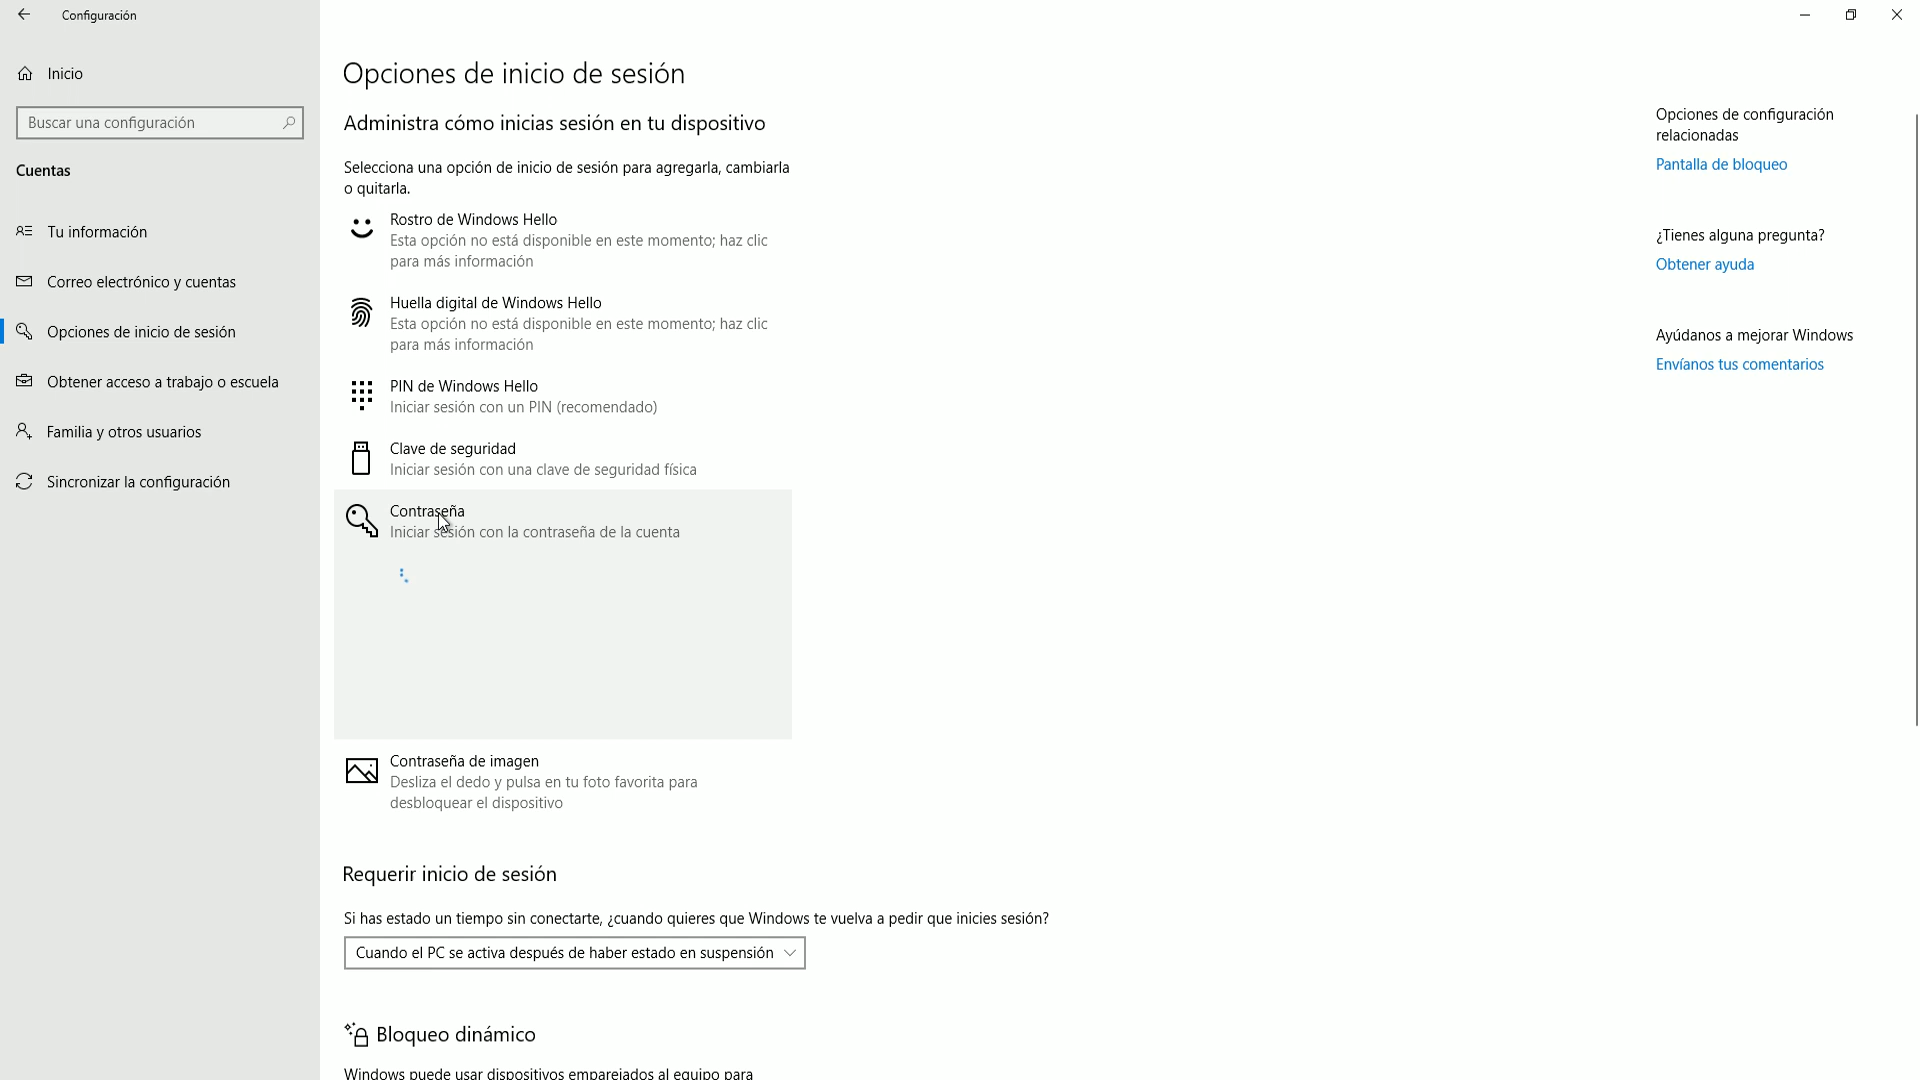 Configuración
Inicio
Buscar una configuración
Cuentas
Tu información
Correo electrónico y cuentas
Opciones de inicio de sesión
Obtener acceso a trabajo o escuela
Familia y otros usuarios
Sincronizar la configuración
Opciones de inicio de sesión
Administra cómo inicias sesión en tu dispositivo
Selecciona una opción de inicio de sesión para agregarla, cambiarla
o quitarla.
Rostro de Windows Hello
Esta opción no está disponible en este momento; haz clic
para más información
Huella digital de Windows Hello
Esta opción no está disponible en este momento; haz clic
para más información
PIN de Windows Hello
Iniciar sesión con un PIN (recomendado)
Clave de seguridad
Iniciar sesión con una clave de seguridad física
Contraseña
Iniciar sesión con la contraseña de la cuenta
Contraseña de imagen
Desliza el dedo y pulsa en tu foto favorita para
desbloquear el dispositivo
Requerir inicio de sesión
Si has estado un tiempo sin conectarte, ¿cuando quieres que Windows te vuelva a pedir que inicies sesión?
Cuando el PC se activa después de haber estado en suspensión
Bloqueo dinámico
Windows puede usar dispositivos emparejados al equipo para
Opciones de configuración
relacionadas
Pantalla de bloqueo
¿Tienes alguna pregunta?
Obtener ayuda
Ayúdanos a mejorar Windows
Envíanos tus comentarios